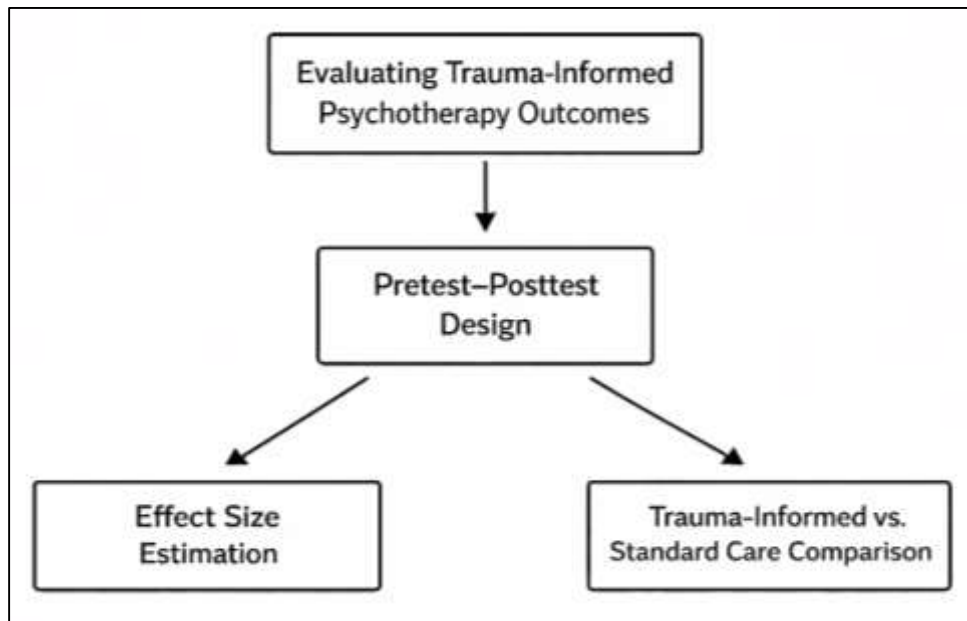 Evaluating Trauma-Informed
Psychotherapy Outcomes
Pretest–Posttest
Design
Effect Size
Estimation
Trauma-Informed vs.
Standard Care Comparison